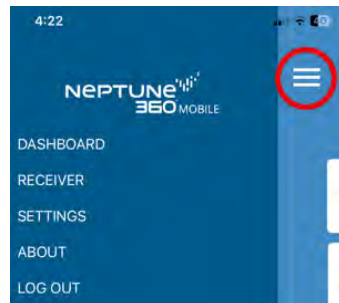 4:22
NEPTUNE
360 MOBILE
DASHBOARD
RECEIVER
SETTINGS
ABOUT
LOG OUT